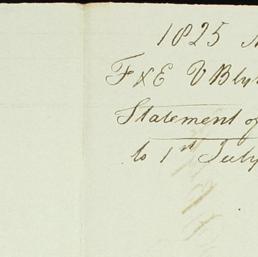 1825
F & E V Bly
Statement of
to 1st July